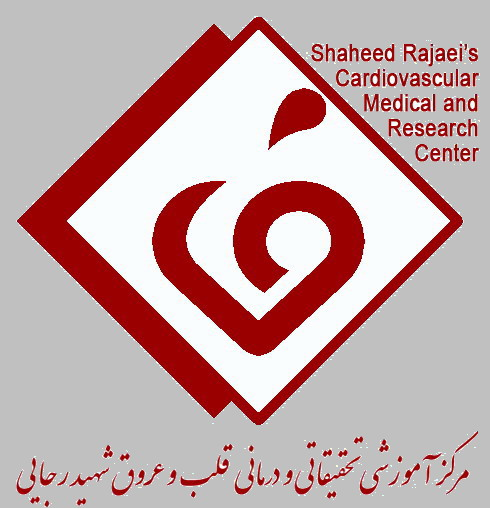 Shaheed Rajaei's
Cardiovascular
Medical and
Research
Center
مرکز آموزشی تحقیقاتی و درمانی قلب و عروق شهید رجایی